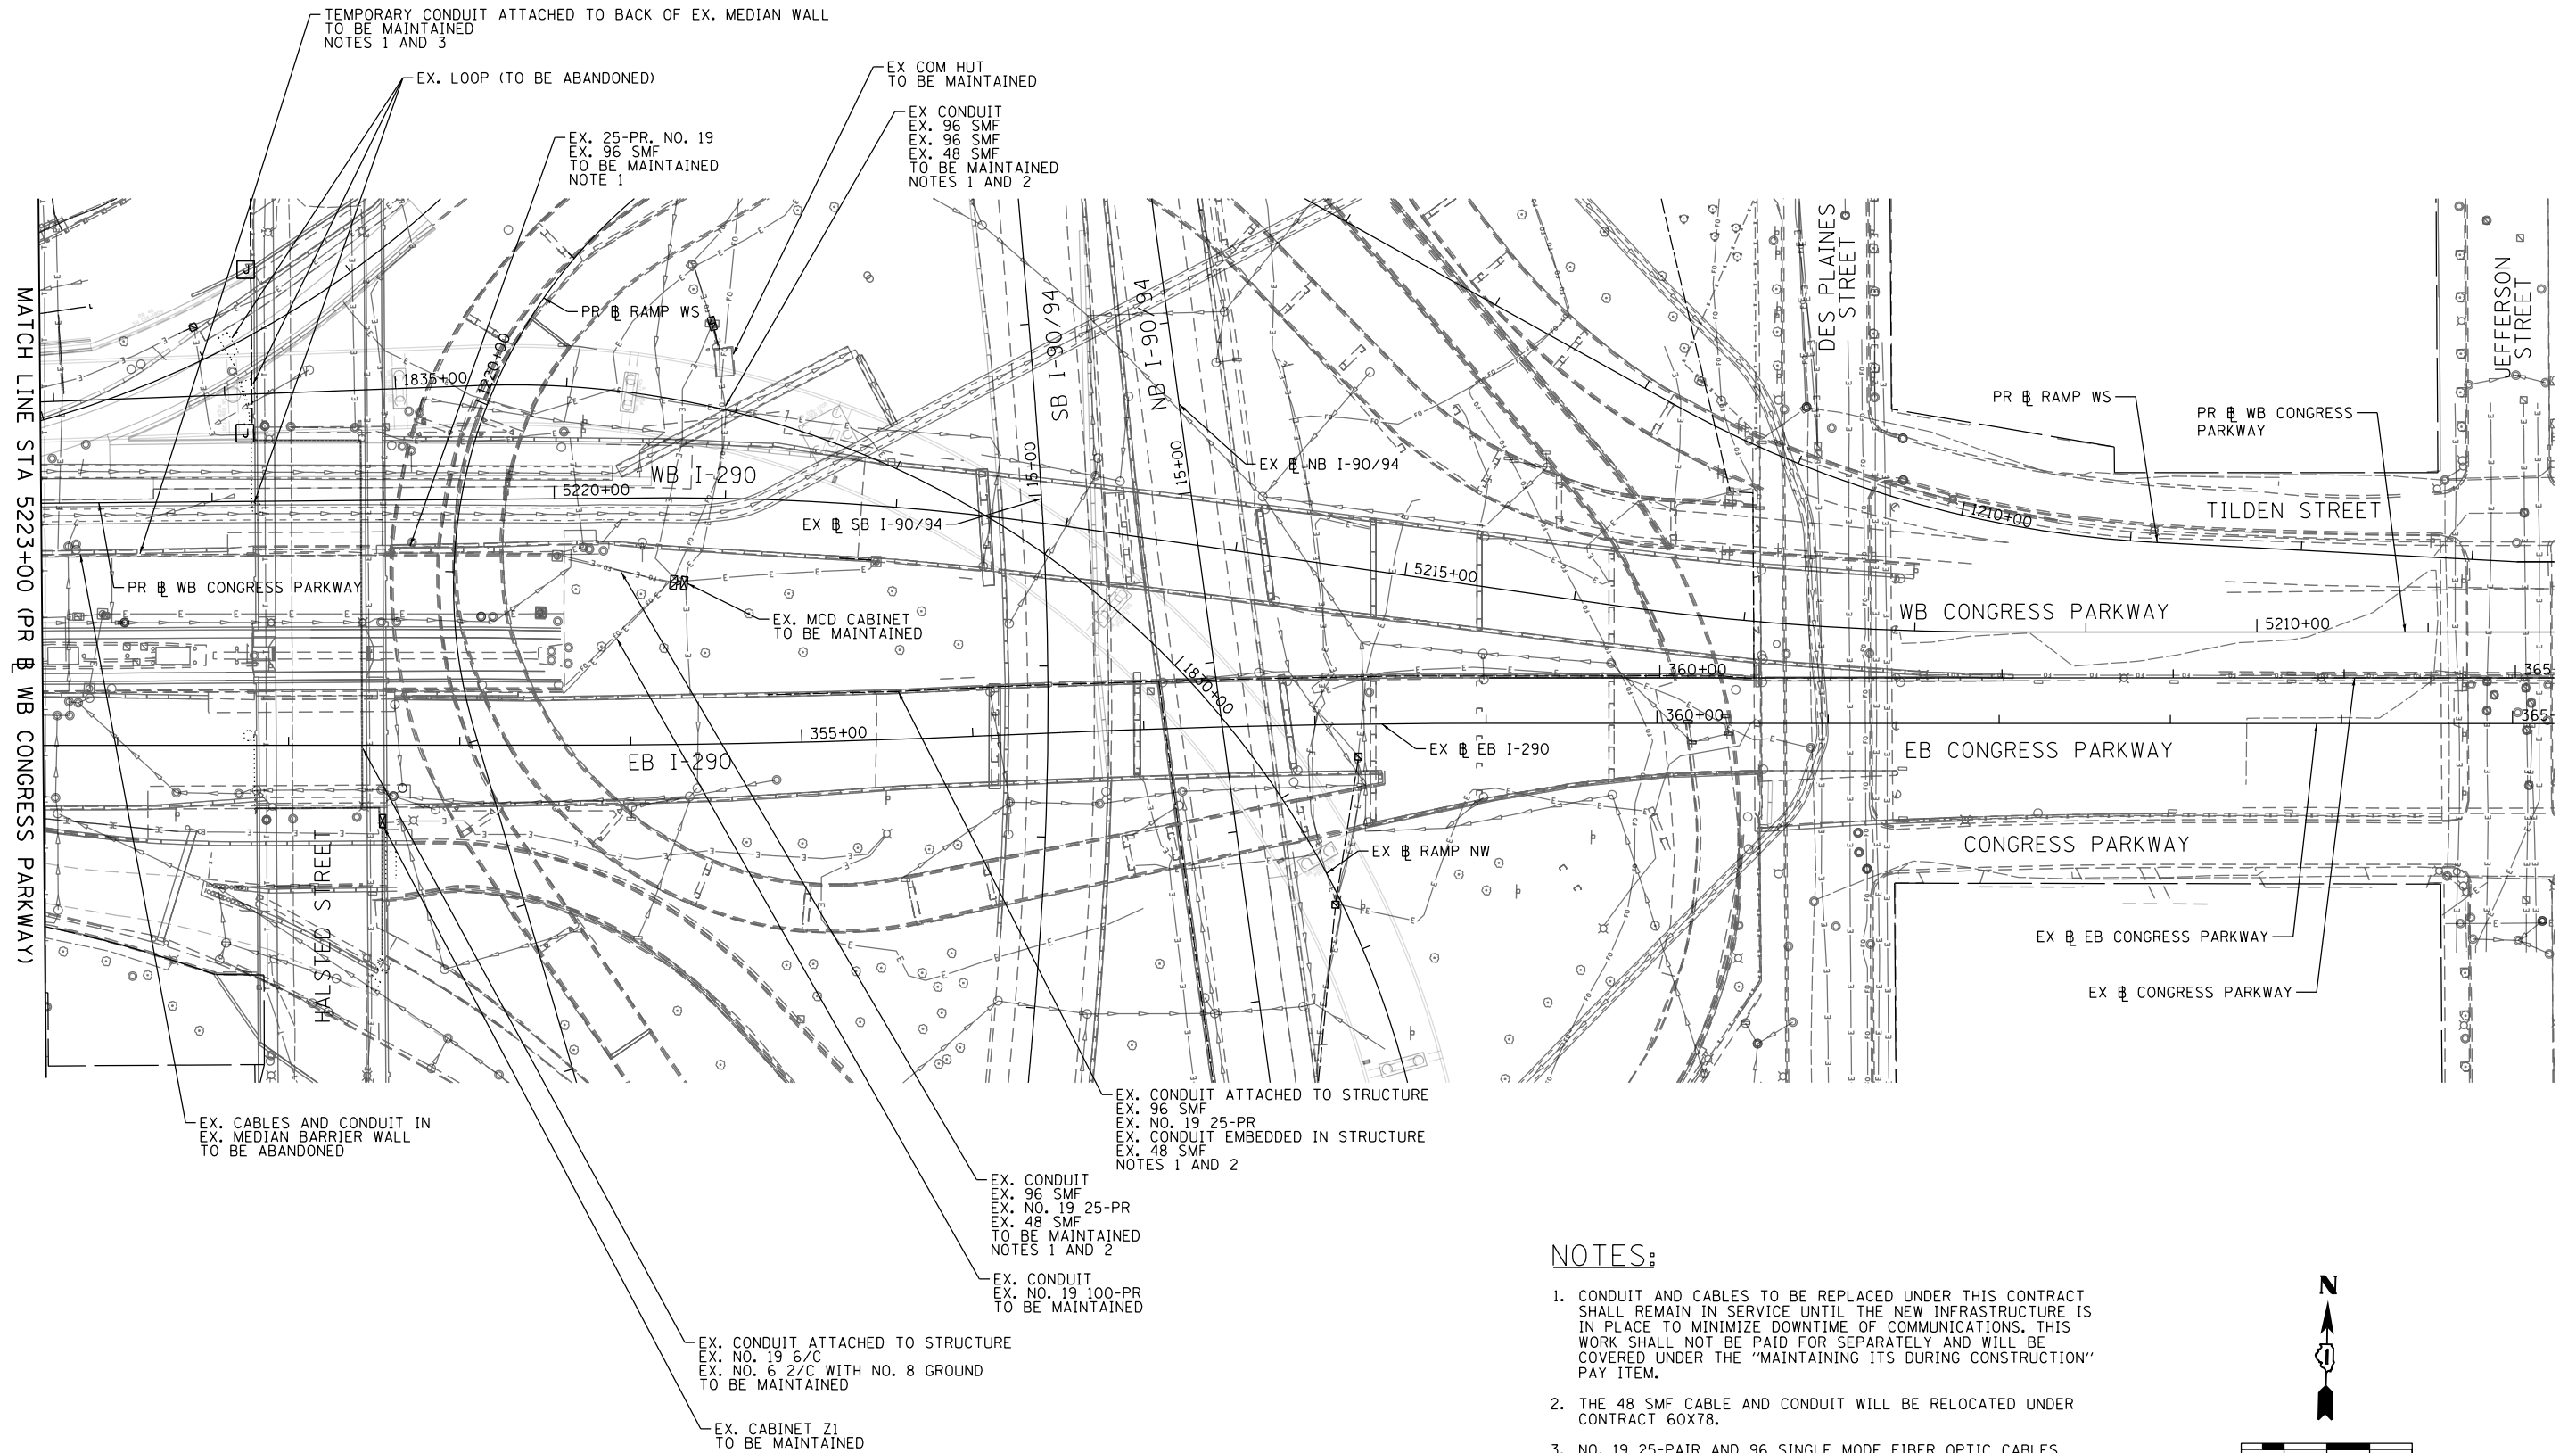 TEMPORARY CONDUIT ATTACHED TO BACK OF EX. MEDIAN WALL
TO BE MAINTAINED
NOTES 1 AND 3
EX. LOOP (TO BE ABANDONED)
EX COM HUT
TO BE MAINTAINED
EX CONDUIT
EX. 96 SMF
EX. 96 SMF
EX. 48 SMF
TO BE MAINTAINED
NOTES 1 AND 2
EX. 25-PR. NO. 19
EX. 96 SMF
TO BE MAINTAINED
NOTE 1
MATCH LINE STA 5223+00 (PR ℄ WB CONGRESS PARKWAY)
PR ℄ RAMP WS
1835+00
1220+00
SB I-90/94
NB I-90/94
DES PLAINES
STREET
JEFFERSON
STREET
PR ℄ RAMP WS
PR ℄ WB CONGRESS
PARKWAY
WB I-290
5220+00
15+00
15+00
EX ℄ NB I-90/94
EX ℄ SB I-90/94
1210+00
TILDEN STREET
PR ℄ WB CONGRESS PARKWAY
5215+00
EX. MCD CABINET
TO BE MAINTAINED
WB CONGRESS PARKWAY
5210+00
1830+00
360+00
365
355+00
360+00
365
EB I-290
EX ℄ EB I-290
EB CONGRESS PARKWAY
HALSTED STREET
EX ℄ RAMP NW
CONGRESS PARKWAY
EX ℄ EB CONGRESS PARKWAY
EX ℄ CONGRESS PARKWAY
EX. CABLES AND CONDUIT IN
EX. MEDIAN BARRIER WALL
TO BE ABANDONED
EX. CONDUIT ATTACHED TO STRUCTURE
EX. 96 SMF
EX. NO. 19 25-PR
EX. CONDUIT EMBEDDED IN STRUCTURE
EX. 48 SMF
NOTES 1 AND 2
EX. CONDUIT
EX. 96 SMF
EX. NO. 19 25-PR
EX. 48 SMF
TO BE MAINTAINED
NOTES 1 AND 2
EX. CONDUIT
EX. NO. 19 100-PR
TO BE MAINTAINED
EX. CONDUIT ATTACHED TO STRUCTURE
EX. NO. 19 6/C
EX. NO. 6 2/C WITH NO. 8 GROUND
TO BE MAINTAINED
EX. CABINET Z1
TO BE MAINTAINED
NOTES:
1. CONDUIT AND CABLES TO BE REPLACED UNDER THIS CONTRACT
SHALL REMAIN IN SERVICE UNTIL THE NEW INFRASTRUCTURE IS
IN PLACE TO MINIMIZE DOWNTIME OF COMMUNICATIONS. THIS
WORK SHALL NOT BE PAID FOR SEPARATELY AND WILL BE
COVERED UNDER THE "MAINTAINING ITS DURING CONSTRUCTION"
PAY ITEM.
2. THE 48 SMF CABLE AND CONDUIT WILL BE RELOCATED UNDER
CONTRACT 60X78.
3. NO. 19 25-PAIR AND 96 SINGLE MODE FIBER OPTIC CABLES
N